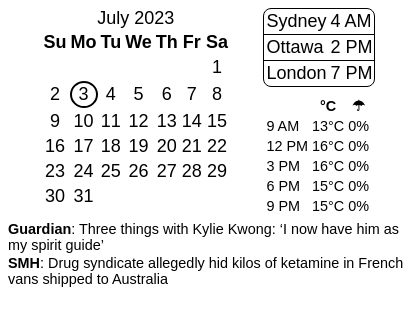 July 2023
Su Mo Tu We Th Fr Sa
1
2 3 4 5 6 7 8
9 10 11 12 13 14 15
16 17 18 19 20 21 22
23 24 25 26 27 28 29
30 31
Sydney 4 AM
Ottawa 2 PM
London 7 PM
°C ☂
9 AM 13°C 0%
12 PM 16°C 0%
3 PM 16°C 0%
6 PM 15°C 0%
9 PM 15°C 0%
Guardian: Three things with Kylie Kwong: ‘I now have him as
my spirit guide’
SMH: Drug syndicate allegedly hid kilos of ketamine in French
vans shipped to Australia